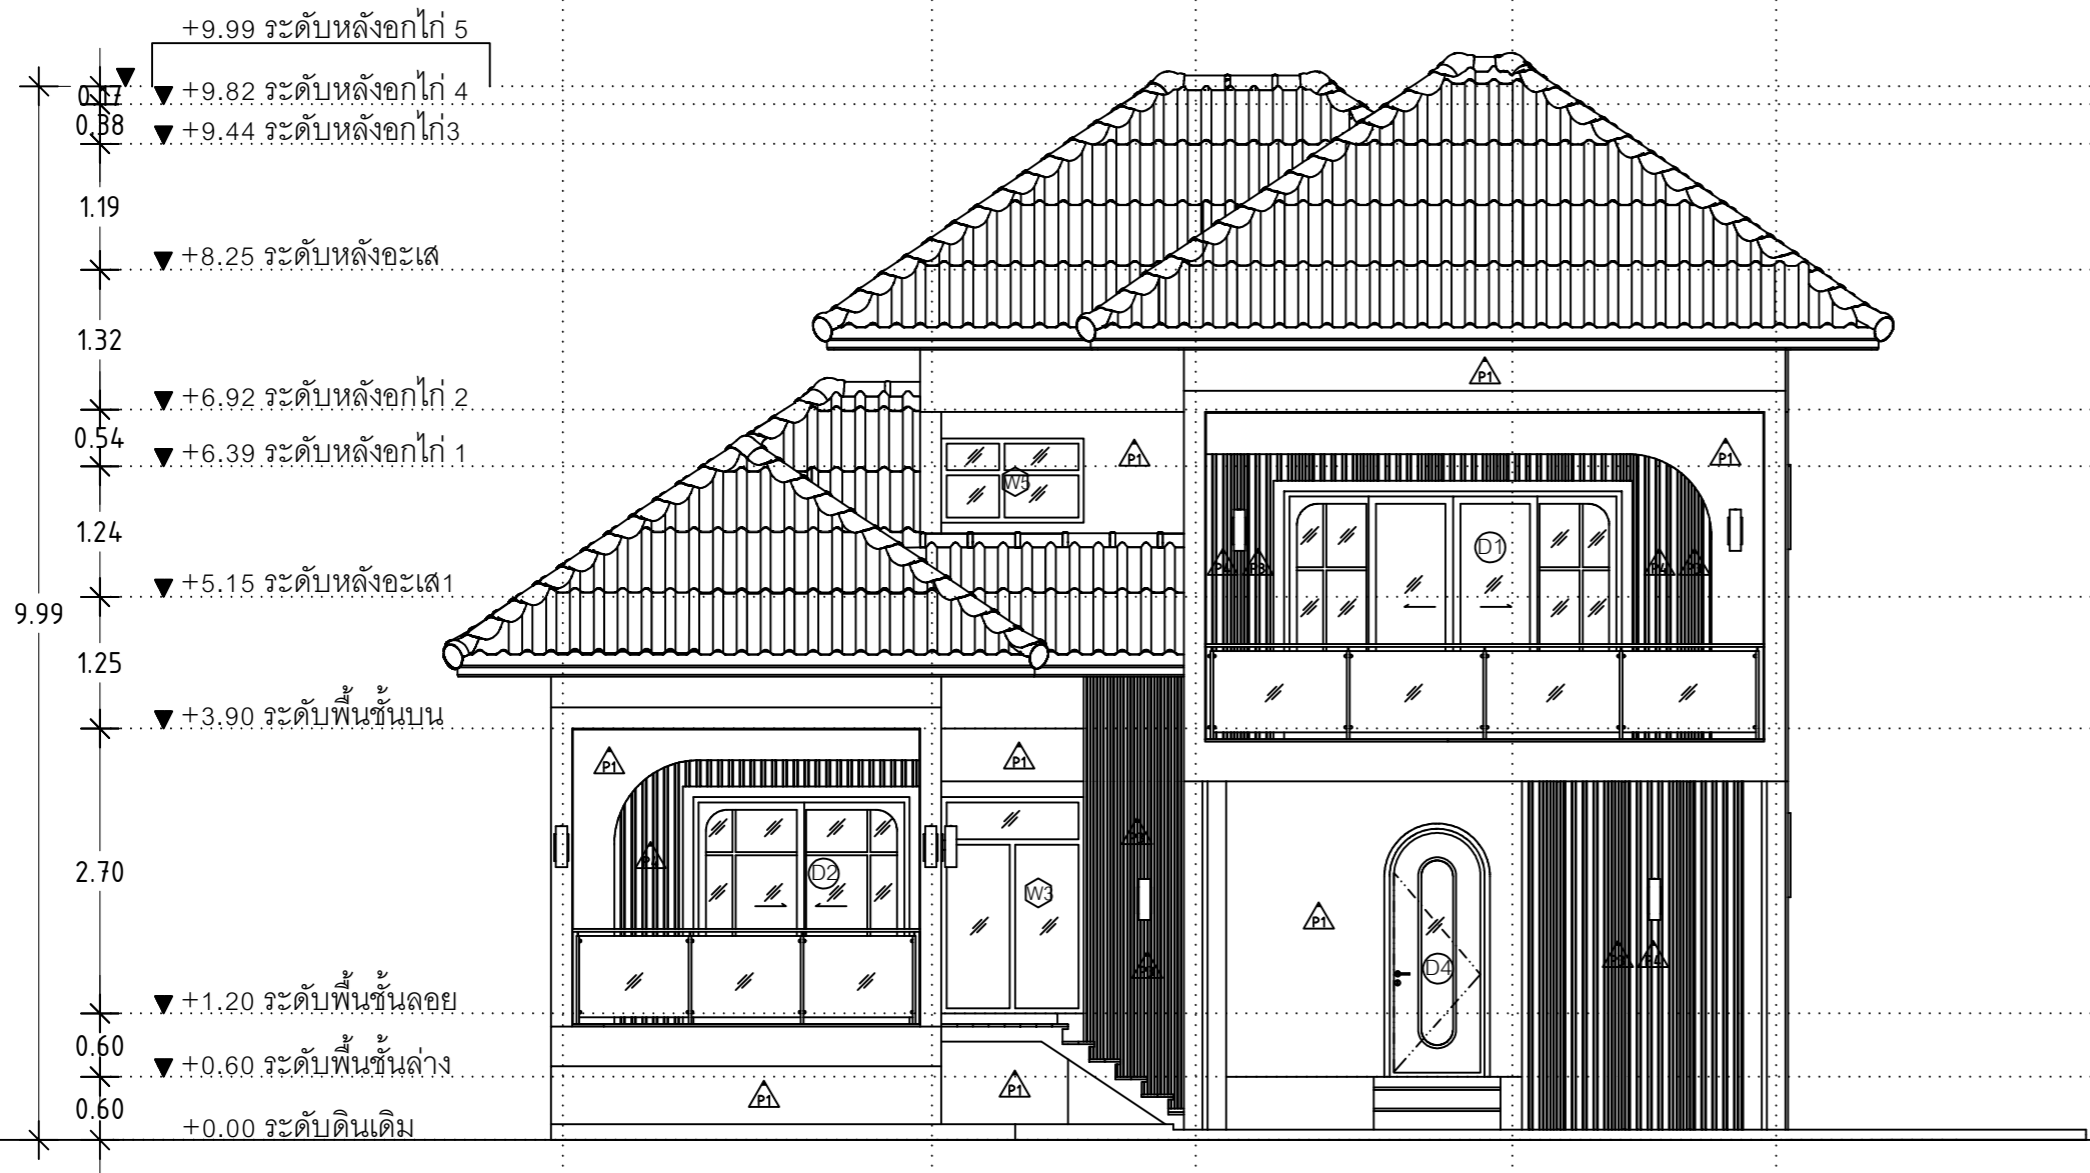 +9.99 ระดับหลังอกไก่ 5
+9.82 ระดับหลังอกไก่ 4
0.17
0.38
+9.44 ระดับหลังอกไก่3
1.19
+8.25 ระดับหลังอะเส
1.32
P1
+6.92 ระดับหลังอกไก่ 2
0.54
+6.39 ระดับหลังอกไก่ 1
P1
P1
W5
1.24
D1
P4
P3
P4
P3
+5.15 ระดับหลังอะเส1
9.99
1.25
+3.90 ระดับพื้นชั้นบน
P1
P1
2.70
D2
W3
P1
D4
P4
+1.20 ระดับพื้นชั้นลอย
0.60
+0.60 ระดับพื้นชั้นล่าง
P1
P1
0.60
+0.00 ระดับดินเดิม